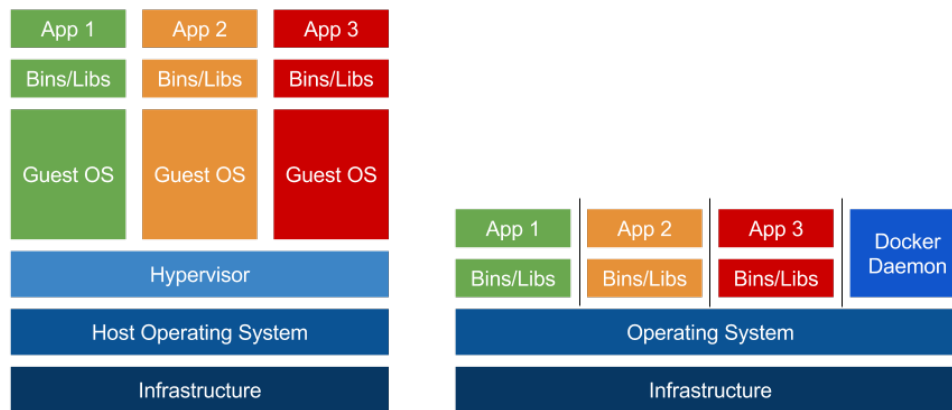 App 1
App 2
App 3
Bins/Libs
Bins/Libs
Bins/Libs
Guest OS
Guest OS
Guest OS
Hypervisor
Host Operating System
Infrastructure
App 1
App 2
App 3
Docker
Daemon
Bins/Libs
Bins/Libs
Bins/Libs
Operating System
Infrastructure